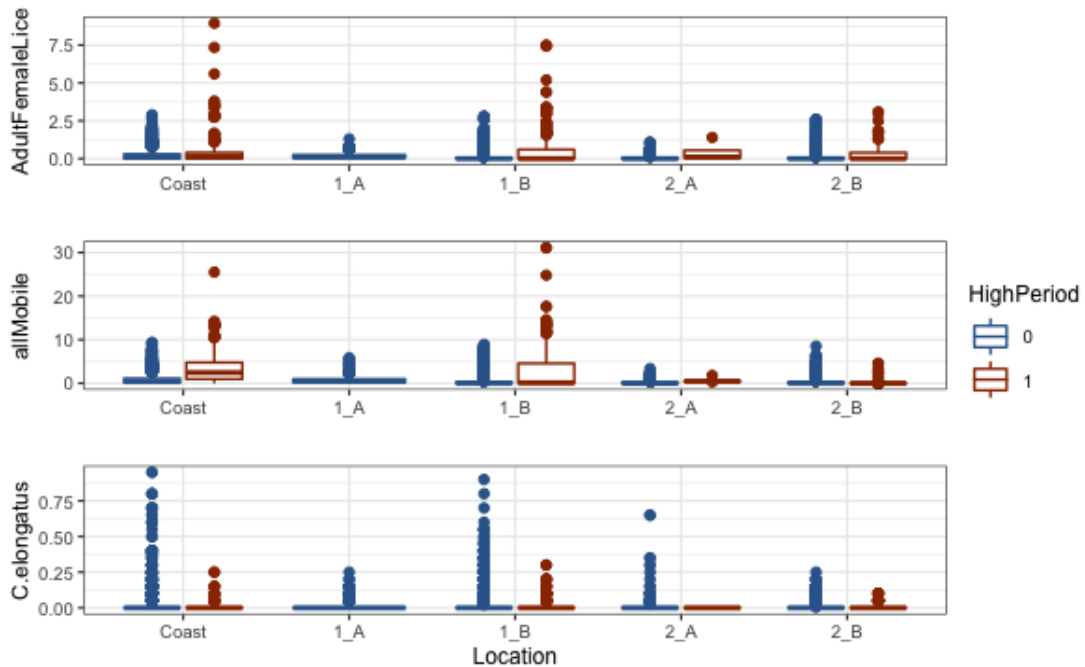 AdultFemaleLice
7.5
5.0
2.5
0.0
Coast 1_A 1_B 2_A 2_B
allMobile
30
20
10
0
Coast 1_A 1_B 2_A 2_B
HighPeriod
0
1
C.elongatus
0.75
0.50
0.25
0.00
Coast 1_A 1_B 2_A 2_B
Location